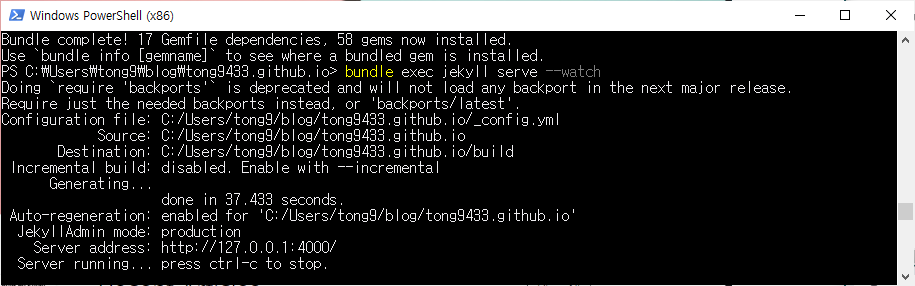 Windows PowerShell (x86)
Bundle complete! 17 Gemfile dependencies, 58 gems now installed.
Use `bundle info [gemname]` to see where a bundled gem is installed.
PS C:₩Users₩tong9₩blog₩tong9433.github.io> bundle exec jekyll serve --watch
Doing `require 'backports'` is deprecated and will not load any backport in the next major release.
Require just the needed backports instead, or 'backports/latest'.
Configuration file: C:/Users/tong9/blog/tong9433.github.io/_config.yml
Source: C:/Users/tong9/blog/tong9433.github.io
Destination: C:/Users/tong9/blog/tong9433.github.io/build
Incremental build: disabled. Enable with --incremental
Generating...
done in 37.433 seconds.
Auto-regeneration: enabled for 'C:/Users/tong9/blog/tong9433.github.io'
JekyllAdmin mode: production
Server address: http://127.0.0.1:4000/
Server running... press ctrl-c to stop.